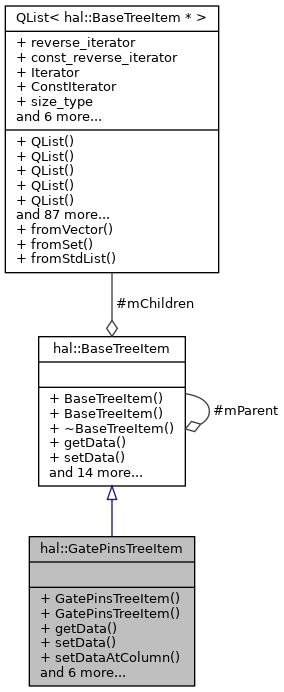 QList< hal::BaseTreeItem * >
+ reverse_iterator
+ const_reverse_iterator
+ Iterator
+ ConstIterator
+ size_type
and 6 more...
+ QList()
+ QList()
+ QList()
+ QList()
+ QList()
and 87 more...
+ fromVector()
+ fromSet()
+ fromStdList()
#mChildren
hal::BaseTreeItem
+ BaseTreeItem()
+ BaseTreeItem()
+ ~BaseTreeItem()
+ getData()
+ setData()
and 14 more...
#mParent
hal::GatePinsTreeItem
+ GatePinsTreeItem()
+ GatePinsTreeItem()
+ getData()
+ setData()
+ setDataAtColumn()
and 6 more...